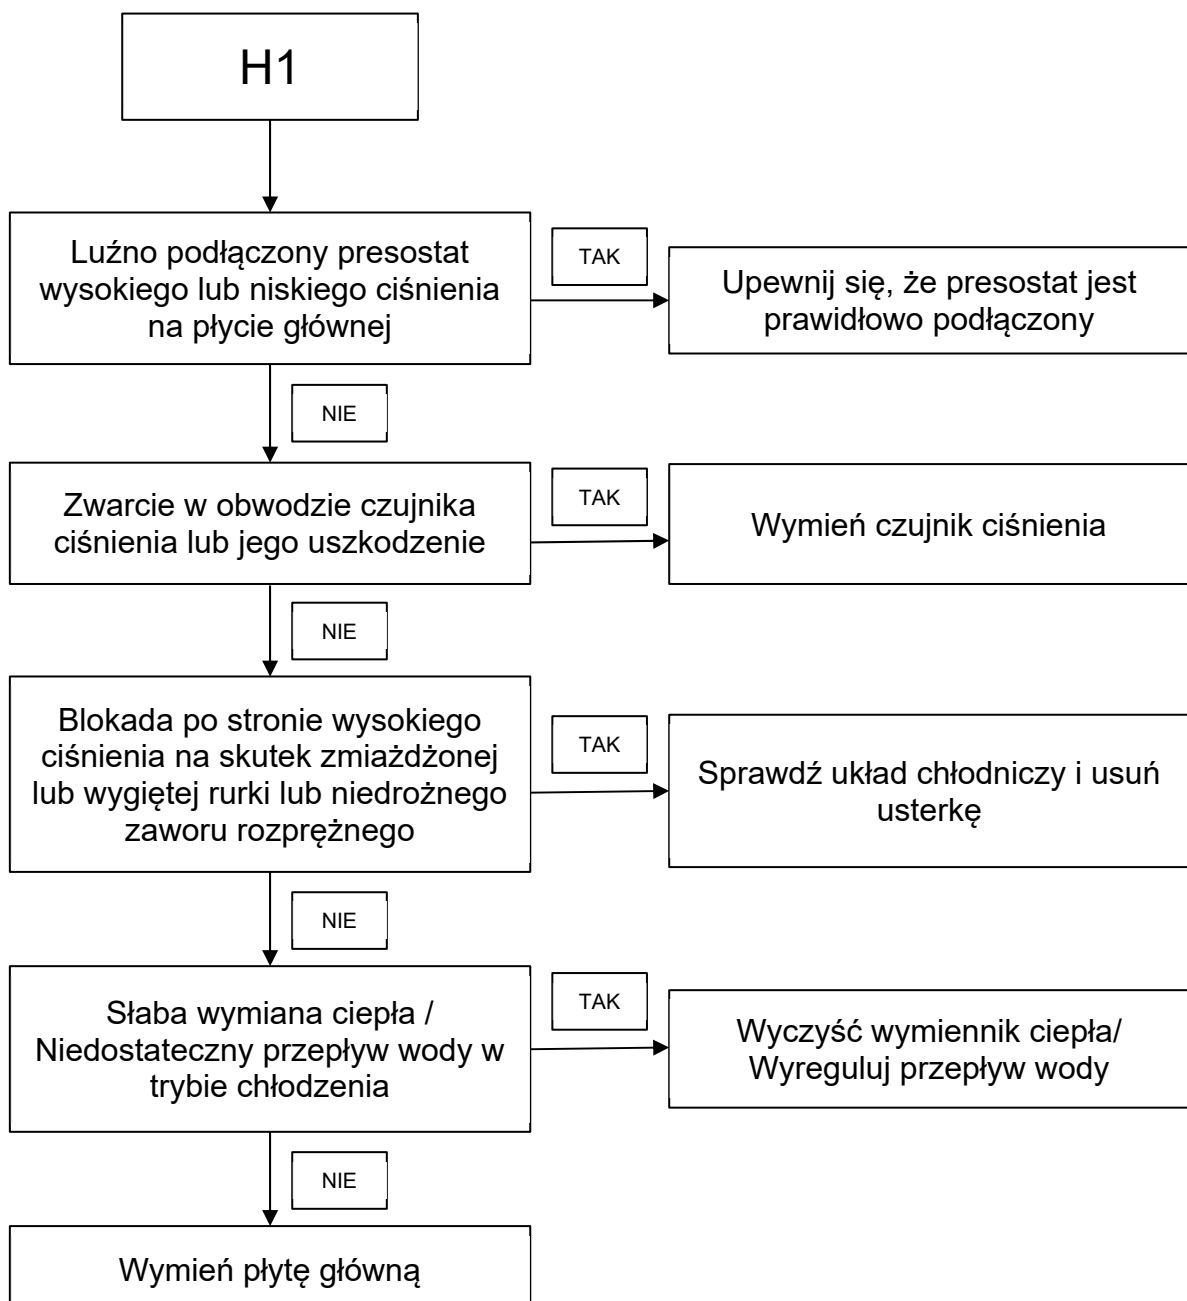 H1
Luźno podłączony presostat
wysokiego lub niskiego ciśnienia
na płycie głównej
TAK
Upewnij się, że presostat jest
prawidłowo podłączony
NIE
Zwarcie w obwodzie czujnika
ciśnienia lub jego uszkodzenie
TAK
Wymień czujnik ciśnienia
NIE
Blokada po stronie wysokiego
ciśnienia na skutek zmiażdżonej
lub wygiętej rurki lub niedrożnego
zaworu rozprężnego
TAK
Sprawdź układ chłodniczy i usuń
usterkę
NIE
Słaba wymiana ciepła /
Niedostateczny przepływ wody w
trybie chłodzenia
TAK
Wyczyść wymiennik ciepła/
Wyreguluj przepływ wody
NIE
Wymień płytę główną